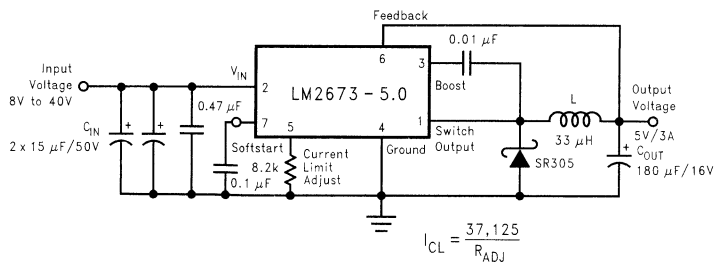 Feedback
Input
Voltage
8V to 40V
C_IN
+
+
2 x 15 µF/50V
0.47 µF
V_IN
2
7
Softstart
0.1 µF
LM2673 - 5.0
6
3
1
5
4
8.2k
Current
Limit
Adjust
Ground
0.01 µF
Boost
Switch
Output
SR305
L
33 µH
Output
Voltage
5V/3A
+
C_OUT
180 µF/16V
I_CL = 37,125 / R_ADJ